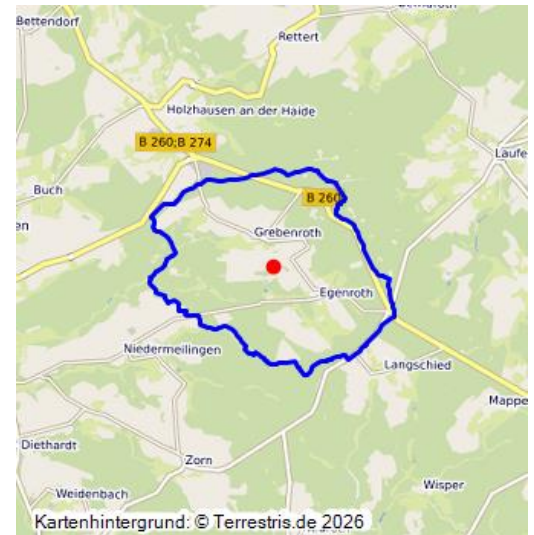 Bettendorf
Rettert
Holzhausen an der Haide
B 260;B 274
Laufe
Buch
B 260
Grebenroth
Egenroth
Niedermeilingen
Langschied
Mappe
Diethardt
Zorn
Wisper
Weidenbach
Kartenhintergrund: © Terrestris.de 2026